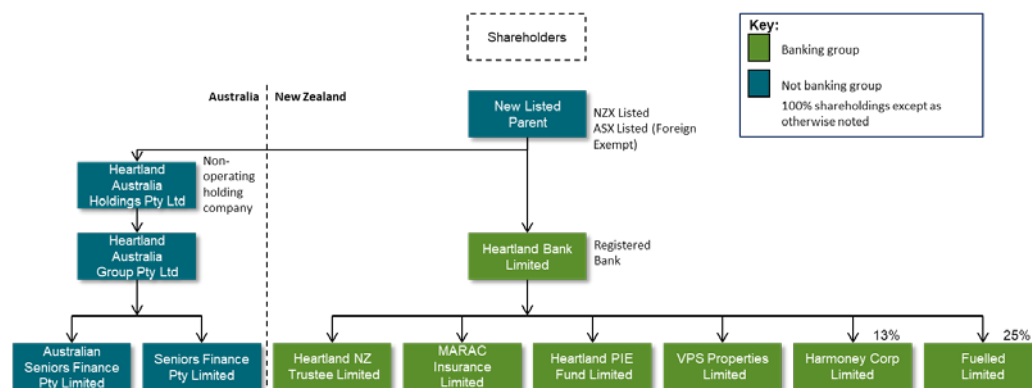 Shareholders
Key:
Banking group
Not banking group
100% shareholdings except as
otherwise noted
Australia
New Zealand
New Listed
Parent
NZX Listed
ASX Listed (Foreign
Exempt)
Heartland
Australia
Holdings Pty Ltd
Non-
operating
holding
company
Heartland
Australia
Group Pty Ltd
Heartland Bank
Limited
Registered
Bank
Australian
Seniors Finance
Pty Limited
Seniors Finance
Pty Limited
Heartland NZ
Trustee Limited
MARAC
Insurance
Limited
Heartland PIE
Fund Limited
VPS Properties
Limited
13%
Harmoney Corp
Limited
25%
Fuelled
Limited